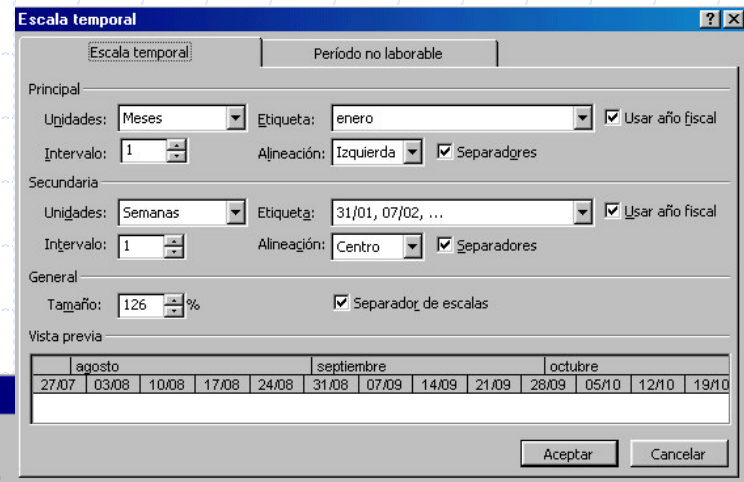 Escala temporal
Escala temporal Período no laborable
Principal
Unidades: Meses Etiqueta: enero Usar año fiscal
Intervalo: 1 Alineación: Izquierda Separadores
Secundaria
Unidades: Semanas Etiqueta: 31/01, 07/02, ... Usar año fiscal
Intervalo: 1 Alineación: Centro Separadores
General
Tamaño: 126 % Separador de escalas
Vista previa
agosto septiembre octubre
27/07 03/08 10/08 17/08 24/08 31/08 07/09 14/09 21/09 28/09 05/10 12/10 19/10
Aceptar Cancelar